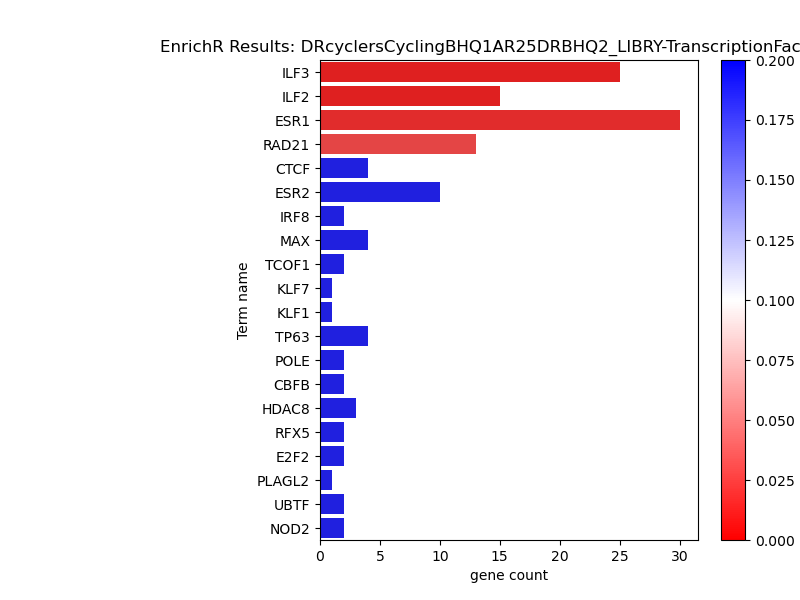 EnrichR Results: DRcyclersCyclingBHQ1AR25DRBHQ2_LIBRY-TranscriptionFac
ILF3
ILF2
ESR1
RAD21
CTCF
ESR2
IRF8
MAX
TCOF1
KLF7
KLF1
TP63
POLE
CBFB
HDAC8
RFX5
E2F2
PLAGL2
UBTF
NOD2
Term name
0 5 10 15 20 25 30
gene count
0.200
0.175
0.150
0.125
0.100
0.075
0.050
0.025
0.000